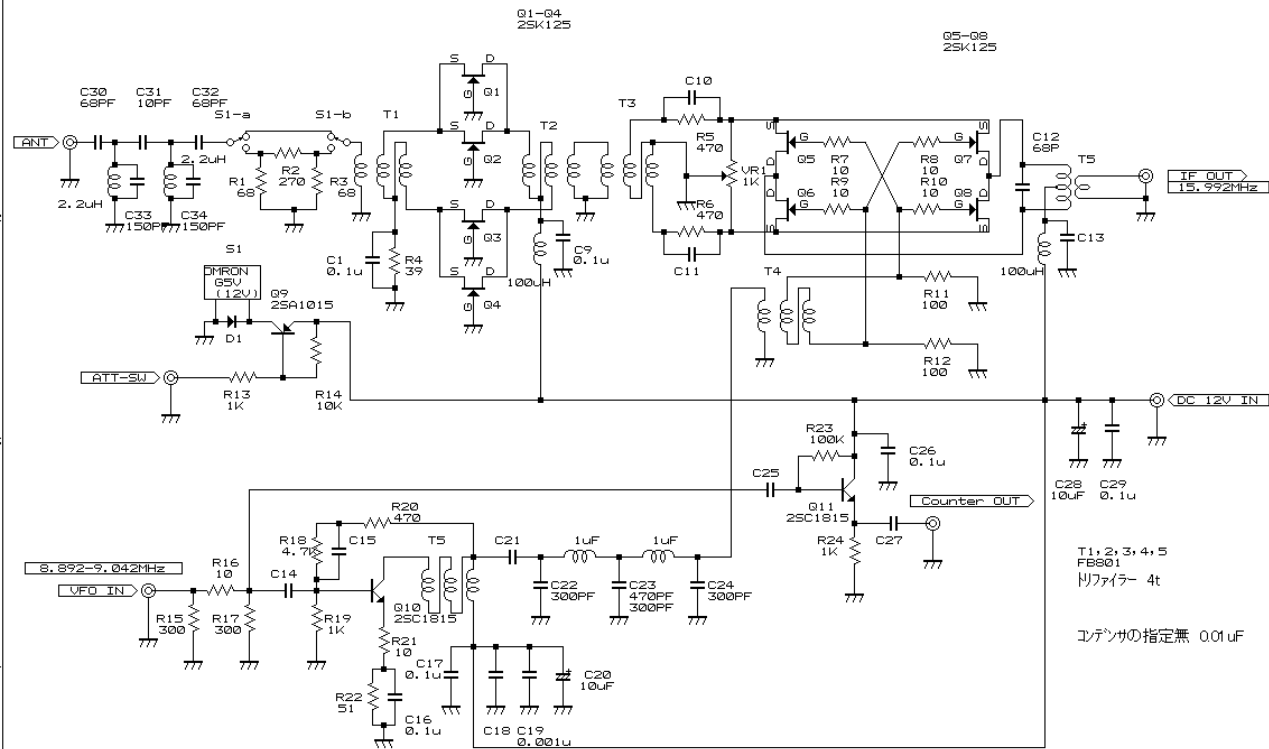 Q1-Q4
2SK125
Q5-Q8
2SK125
C30
68PF
C31
10PF
C32
68PF
S1-a
S1-b
T1
S
D
G
Q1
T2
T3
C10
C12
68P
T5
ANT
2.2uH
2.2uH
R1
68
R2
270
R3
68
C33
150PF
C34
150PF
S
D
G
Q2
R5
470
VR1
1K
R6
470
C11
S
G
D
Q5
Q6
R7
10
R9
10
R8
10
R10
10
G
D
S
Q7
Q8
G
D
S
G
D
S
IF OUT
15.992MHz
C1
0.1u
R4
39
S
D
G
Q3
S
D
G
Q4
100uH
C9
0.1u
100uH
C13
S1
OMRON
G5V
(12V)
Q9
2SA1015
D1
T4
R11
100
R12
100
ATT-SW
R13
1K
R14
10K
DC 12V IN
R23
100K
C26
0.1u
C25
Q11
2SC1815
Counter OUT
C28
10uF
C29
0.1u
R24
1K
C27
R20
470
R18
4.7K
C15
T5
C21
1uF
1uF
8.892-9.042MHz
VFO IN
R16
10
C14
R15
300
R17
300
R19
1K
Q10
2SC1815
C22
300PF
C23
470PF
300PF
C24
300PF
T1,2,3,4,5
FB801
トリファイラー 4t
R21
10
R22
51
C16
0.1u
C17
0.1u
C18
C19
0.001u
C20
10uF
コンデンサの指定無 0.01uF